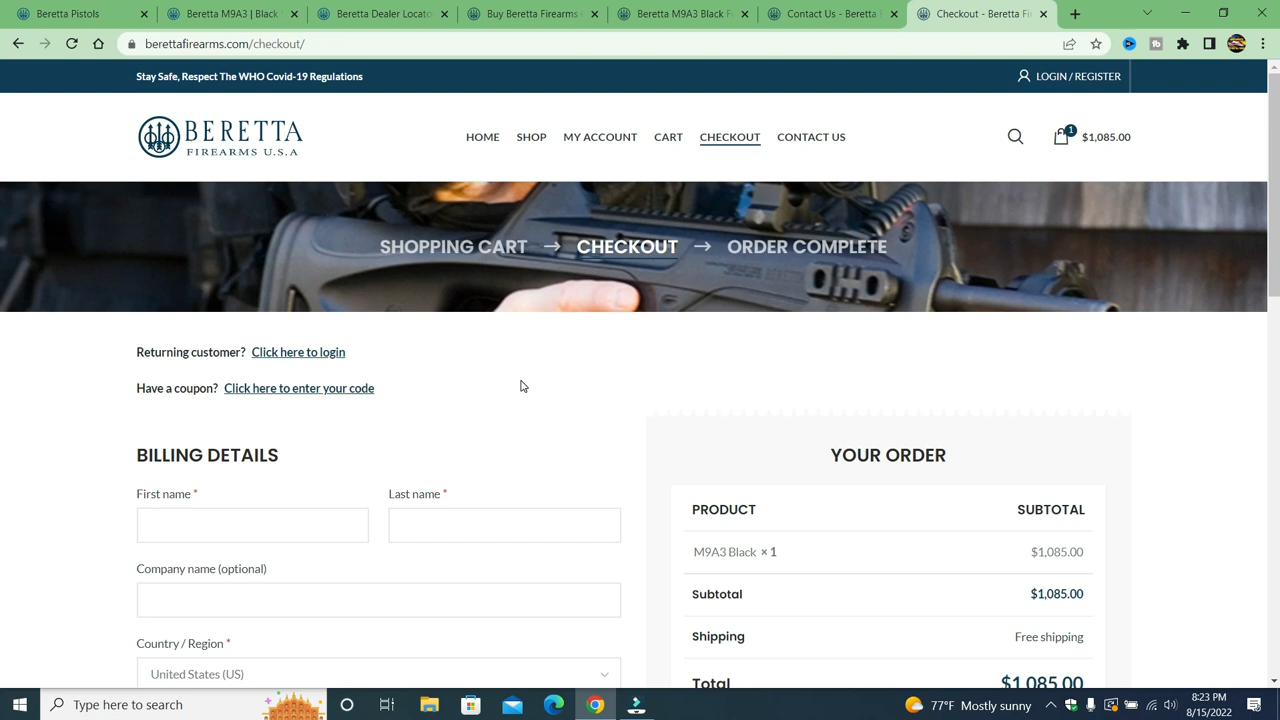 Beretta Pistols
Beretta M9A3 | Black
Beretta Dealer Locato
Buy Beretta Firearms
Beretta M9A3 Black F
Contact Us - Beretta
Checkout - Beretta Fi
berettafirearms.com/checkout/
Stay Safe, Respect The WHO Covid-19 Regulations
LOGIN / REGISTER
BERETTA
FIREARMS U.S.A
HOME SHOP MY ACCOUNT CART CHECKOUT CONTACT US
1
$1,085.00
SHOPPING CART → CHECKOUT → ORDER COMPLETE
Returning customer? Click here to login
Have a coupon? Click here to enter your code
BILLING DETAILS
First name *
Last name *
Company name (optional)
Country / Region *
United States (US)
YOUR ORDER
PRODUCT SUBTOTAL
M9A3 Black × 1 $1,085.00
Subtotal $1,085.00
Shipping Free shipping
Total $1,085.00
Type here to search
77°F Mostly sunny
8:23 PM
8/15/2022